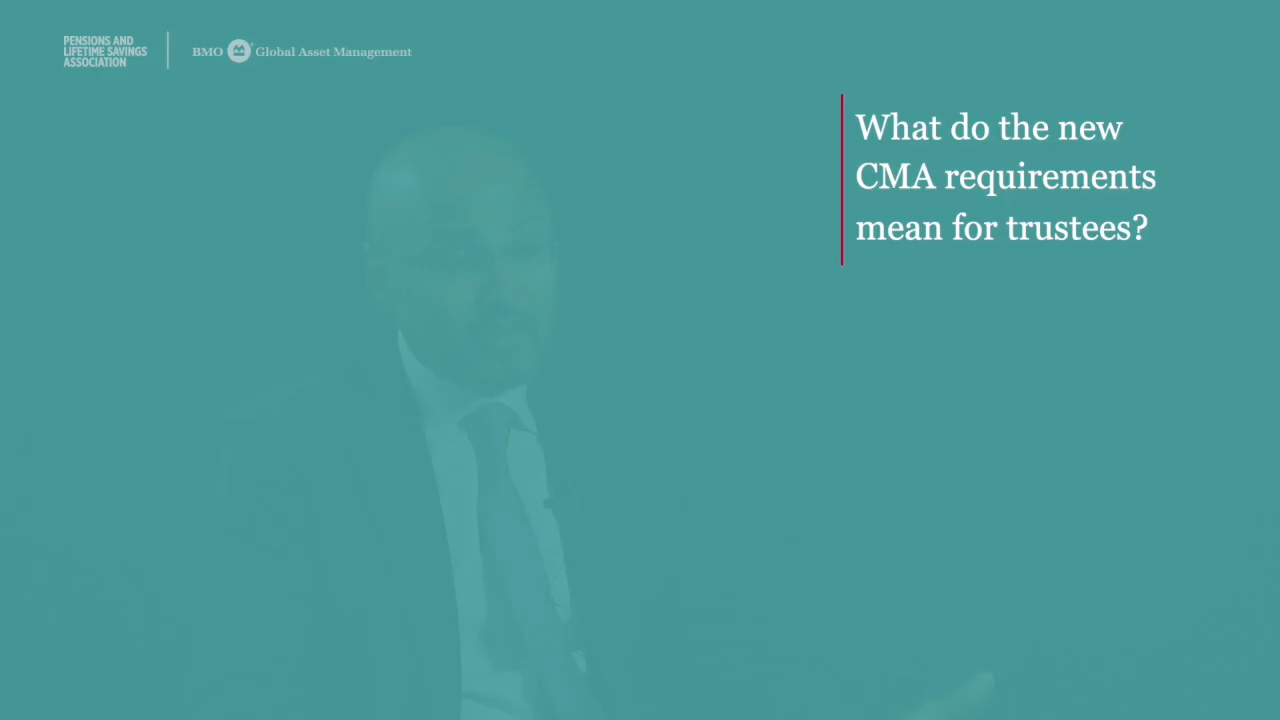 PENSIONS AND
LIFETIME SAVINGS
ASSOCIATION
BMO Global Asset Management
What do the new
CMA requirements
mean for trustees?